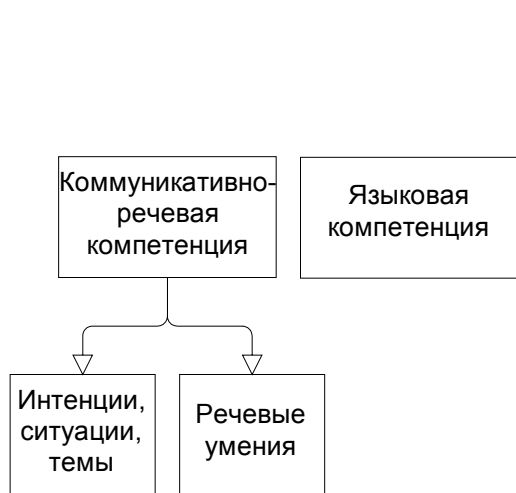 Коммуникативно-
речевая
компетенция
Языковая
компетенция
Интенции,
ситуации,
темы
Речевые
умения